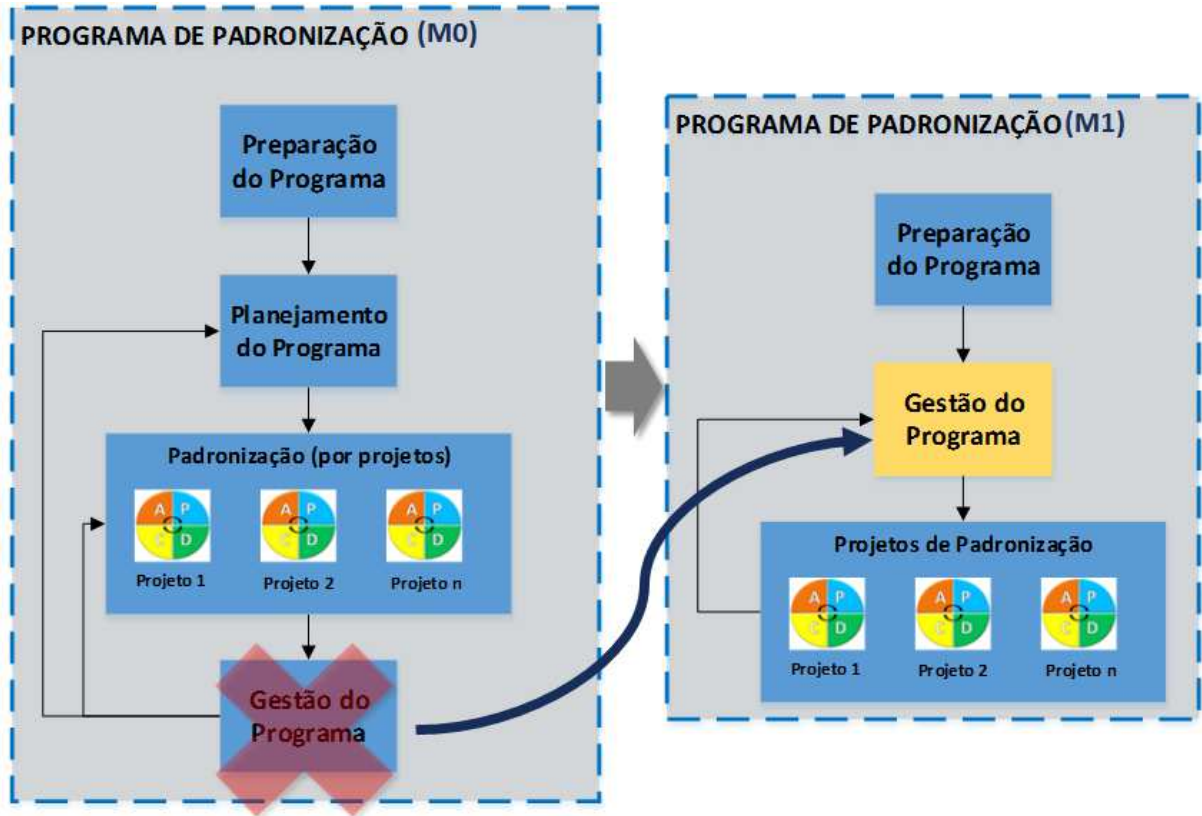 PROGRAMA DE PADRONIZAÇÃO (M0)
Preparação
do Programa
Planejamento
do Programa
Padronização (por projetos)
A P
C D
A P
C D
A P
C D
Projeto 1
Projeto 2
Projeto n
Gestão do
Programa
PROGRAMA DE PADRONIZAÇÃO (M1)
Preparação
do Programa
Gestão do
Programa
Projetos de Padronização
A P
C D
A P
C D
A P
C D
Projeto 1
Projeto 2
Projeto n